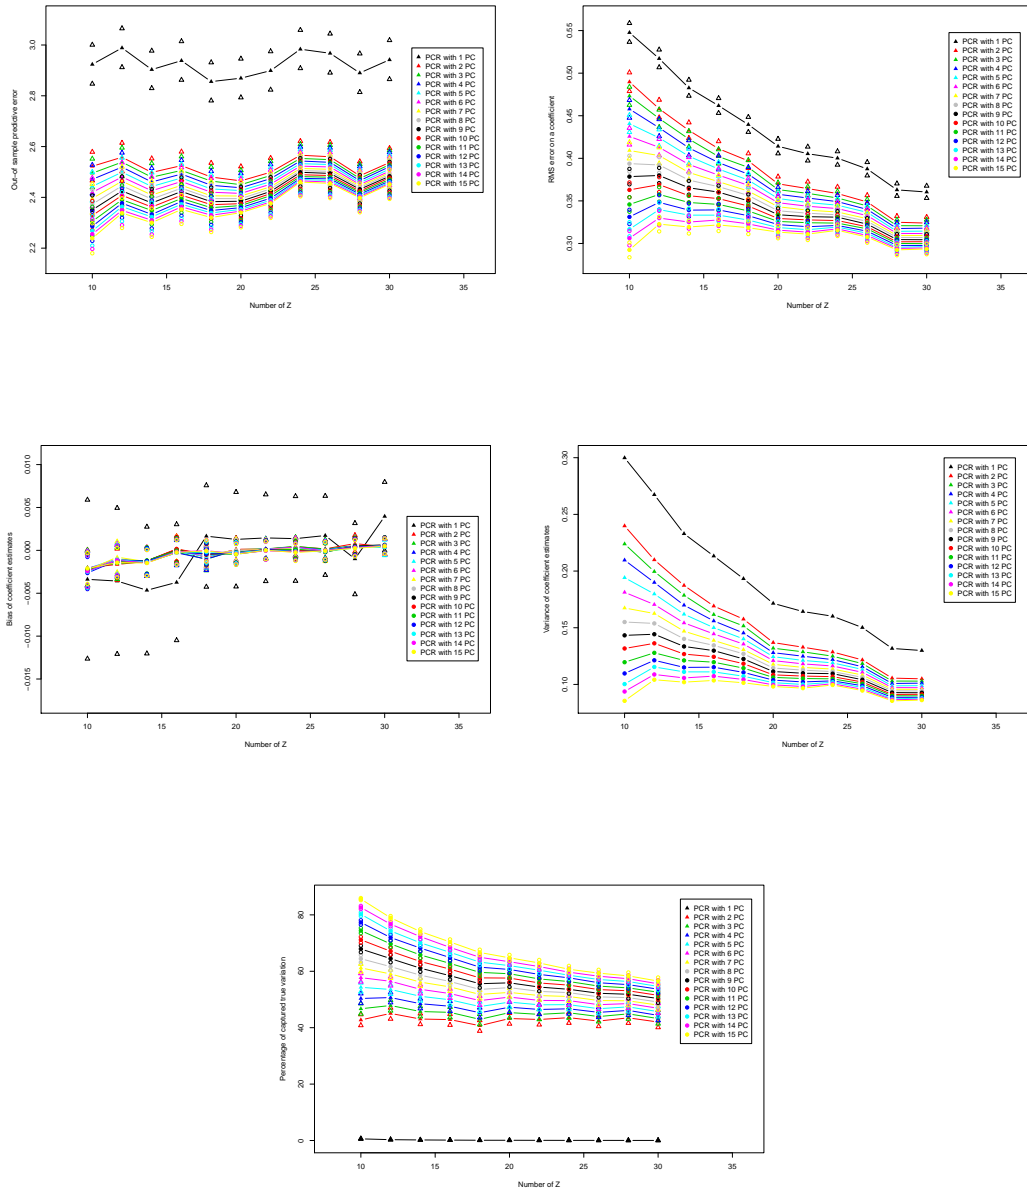 Out-of sample predictive error
3.0
2.8
2.6
2.4
2.2
10
15
20
25
30
35
Number of Z
PCR with 1 PC
PCR with 2 PC
PCR with 3 PC
PCR with 4 PC
PCR with 5 PC
PCR with 6 PC
PCR with 7 PC
PCR with 8 PC
PCR with 9 PC
PCR with 10 PC
PCR with 11 PC
PCR with 12 PC
PCR with 13 PC
PCR with 14 PC
PCR with 15 PC
RMS error on a coefficient
0.55
0.50
0.45
0.40
0.35
0.30
10
15
20
25
30
35
Number of Z
PCR with 1 PC
PCR with 2 PC
PCR with 3 PC
PCR with 4 PC
PCR with 5 PC
PCR with 6 PC
PCR with 7 PC
PCR with 8 PC
PCR with 9 PC
PCR with 10 PC
PCR with 11 PC
PCR with 12 PC
PCR with 13 PC
PCR with 14 PC
PCR with 15 PC
Bias of coefficient estimates
0.010
0.005
0.000
−0.005
−0.010
−0.015
10
15
20
25
30
35
Number of Z
PCR with 1 PC
PCR with 2 PC
PCR with 3 PC
PCR with 4 PC
PCR with 5 PC
PCR with 6 PC
PCR with 7 PC
PCR with 8 PC
PCR with 9 PC
PCR with 10 PC
PCR with 11 PC
PCR with 12 PC
PCR with 13 PC
PCR with 14 PC
PCR with 15 PC
Variance of coefficient estimates
0.30
0.25
0.20
0.15
0.10
10
15
20
25
30
35
Number of Z
PCR with 1 PC
PCR with 2 PC
PCR with 3 PC
PCR with 4 PC
PCR with 5 PC
PCR with 6 PC
PCR with 7 PC
PCR with 8 PC
PCR with 9 PC
PCR with 10 PC
PCR with 11 PC
PCR with 12 PC
PCR with 13 PC
PCR with 14 PC
PCR with 15 PC
Percentage of captured true variation
80
60
40
20
0
10
15
20
25
30
35
Number of Z
PCR with 1 PC
PCR with 2 PC
PCR with 3 PC
PCR with 4 PC
PCR with 5 PC
PCR with 6 PC
PCR with 7 PC
PCR with 8 PC
PCR with 9 PC
PCR with 10 PC
PCR with 11 PC
PCR with 12 PC
PCR with 13 PC
PCR with 14 PC
PCR with 15 PC